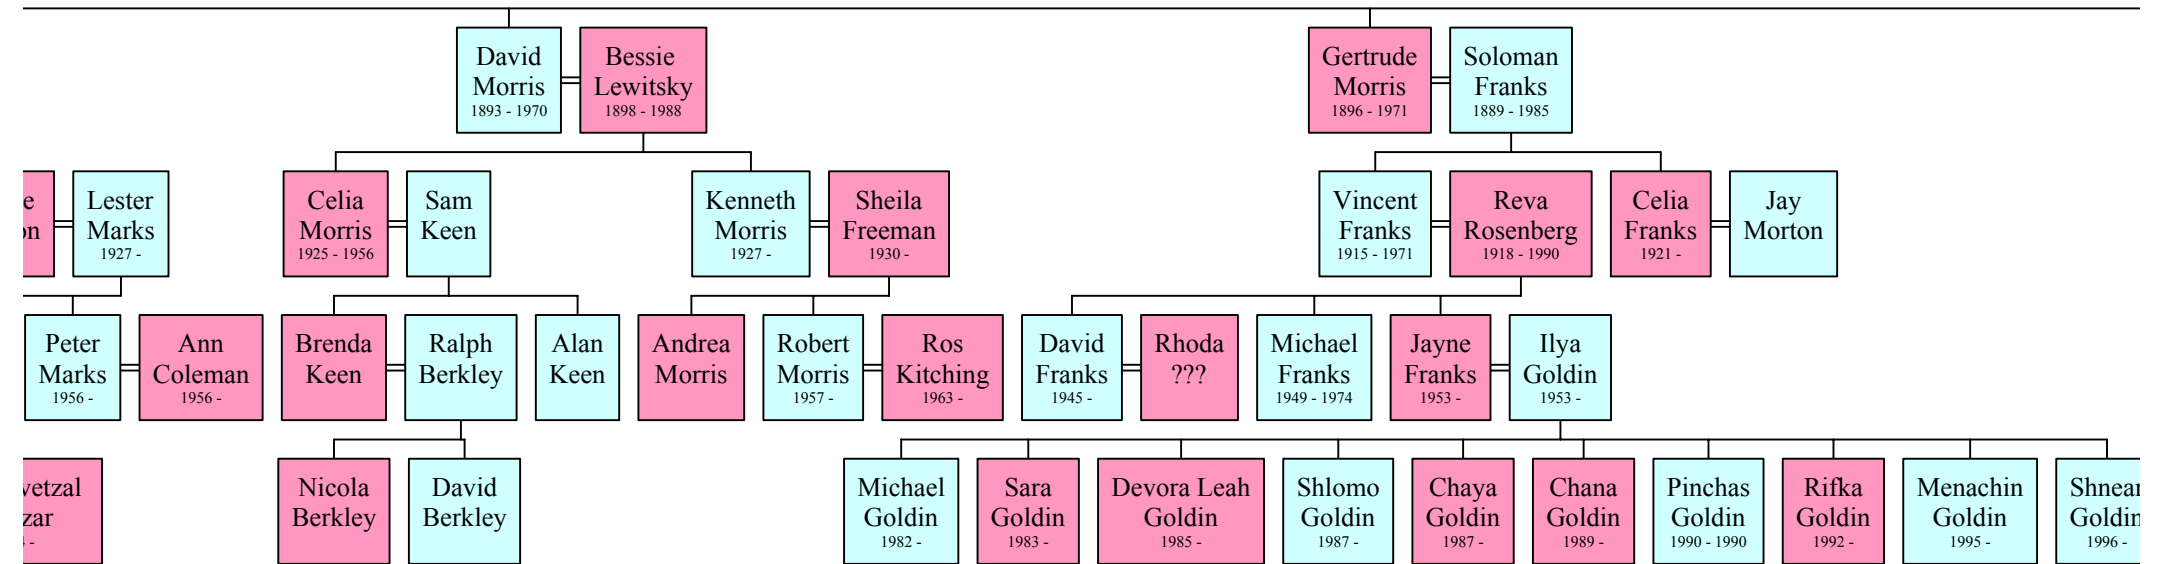 David
Morris
1893 - 1970
Bessie
Lewitsky
1898 - 1988
Gertrude
Morris
1896 - 1971
Soloman
Franks
1889 - 1985
Lester
Marks
1927 -
Celia
Morris
1925 - 1956
Sam
Keen
Kenneth
Morris
1927 -
Sheila
Freeman
1930 -
Vincent
Franks
1915 - 1971
Reva
Rosenberg
1918 - 1990
Celia
Franks
1921 -
Jay
Morton
Peter
Marks
1956 -
Ann
Coleman
1956 -
Brenda
Keen
Ralph
Berkley
Alan
Keen
Andrea
Morris
Robert
Morris
1957 -
Ros
Kitching
1963 -
David
Franks
1945 -
Rhoda
???
Michael
Franks
1949 - 1974
Jayne
Franks
1953 -
Ilya
Goldin
1953 -
Nicola
Berkley
David
Berkley
Michael
Goldin
1982 -
Sara
Goldin
1983 -
Devora Leah
Goldin
1985 -
Shlomo
Goldin
1987 -
Chaya
Goldin
1987 -
Chana
Goldin
1989 -
Pinchas
Goldin
1990 - 1990
Rifka
Goldin
1992 -
Menachin
Goldin
1995 -
Goldin
1996 -